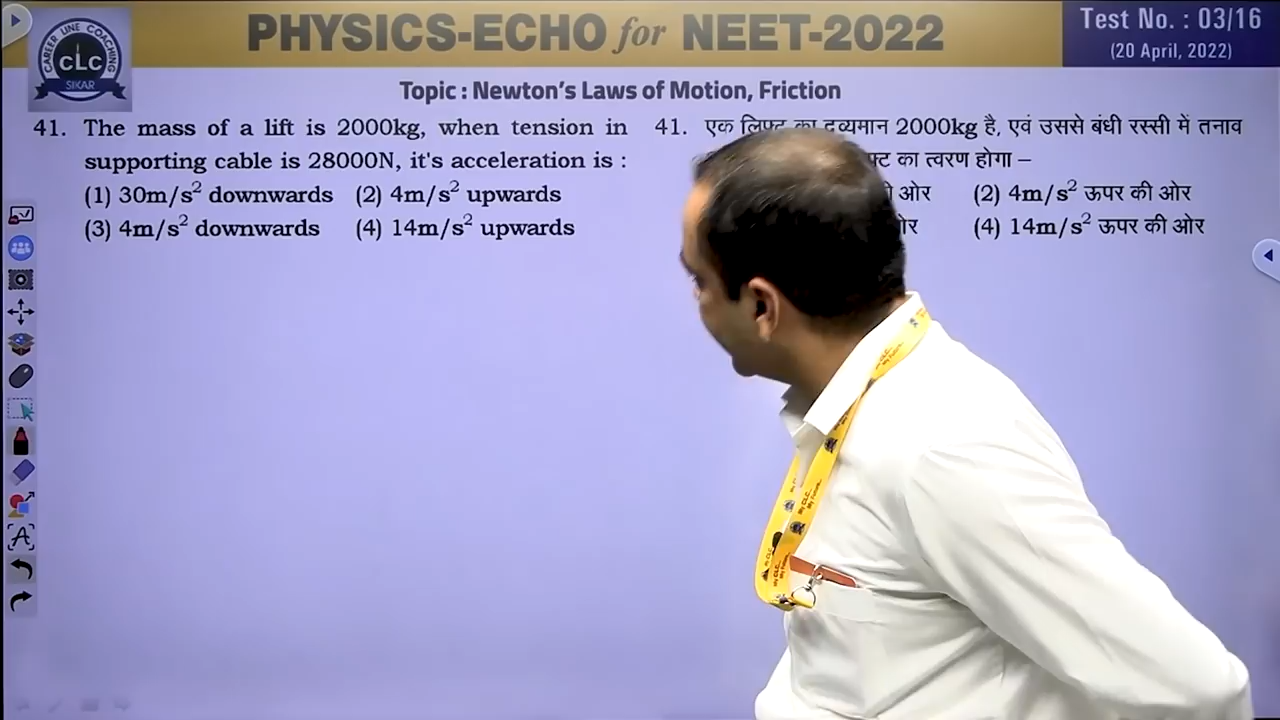 PHYSICS-ECHO for NEET-2022
Test No. : 03/16
(20 April, 2022)
CAREER LINE COACHING
CLC
SIKAR
Topic : Newton's Laws of Motion, Friction
41. The mass of a lift is 2000kg, when tension in
supporting cable is 28000N, it's acceleration is :
(1) 30m/s² downwards (2) 4m/s² upwards
(3) 4m/s² downwards (4) 14m/s² upwards
41. एक लिफ्ट का द्रव्यमान 2000kg है, एवं उससे बंधी रस्सी में तनाव
का त्वरण होगा –
ओर (2) 4m/s² ऊपर की ओर
(4) 14m/s² ऊपर की ओर